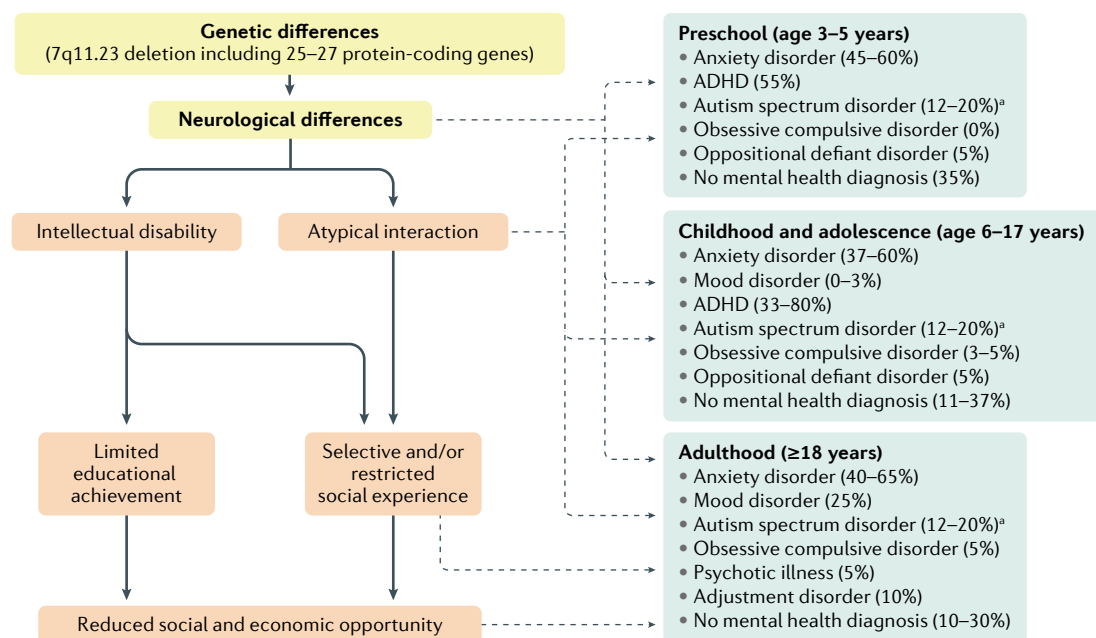 Genetic differences
(7q11.23 deletion including 25–27 protein-coding genes)
Neurological differences
Intellectual disability
Atypical interaction
Limited
educational
achievement
Selective and/or
restricted
social experience
Reduced social and economic opportunity
Preschool (age 3–5 years)
• Anxiety disorder (45–60%)
• ADHD (55%)
• Autism spectrum disorder (12–20%)ᵃ
• Obsessive compulsive disorder (0%)
• Oppositional defiant disorder (5%)
• No mental health diagnosis (35%)
Childhood and adolescence (age 6–17 years)
• Anxiety disorder (37–60%)
• Mood disorder (0–3%)
• ADHD (33–80%)
• Autism spectrum disorder (12–20%)ᵃ
• Obsessive compulsive disorder (3–5%)
• Oppositional defiant disorder (5%)
• No mental health diagnosis (11–37%)
Adulthood (≥18 years)
• Anxiety disorder (40–65%)
• Mood disorder (25%)
• Autism spectrum disorder (12–20%)ᵃ
• Obsessive compulsive disorder (5%)
• Psychotic illness (5%)
• Adjustment disorder (10%)
• No mental health diagnosis (10–30%)